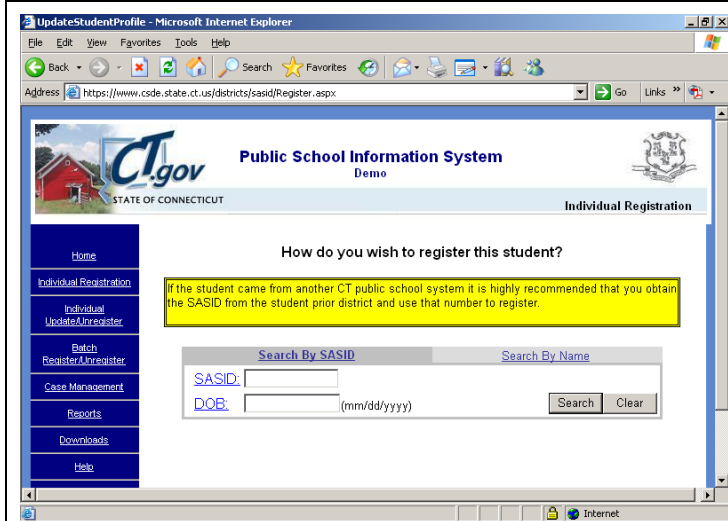 UpdateStudentProfile - Microsoft Internet Explorer
File Edit View Favorites Tools Help
Back Search Favorites
Address https://www.csde.state.ct.us/districts/sasid/Register.aspx Go Links »
CT.gov
STATE OF CONNECTICUT
Public School Information System
Demo
Individual Registration
Home
Individual Registration
Individual
Update/Unregister
Batch
Register/Unregister
Case Management
Reports
Downloads
Help
How do you wish to register this student?
If the student came from another CT public school system it is highly recommended that you obtain
the SASID from the student prior district and use that number to register.
Search By SASID Search By Name
SASID:
DOB: (mm/dd/yyyy) Search Clear
Internet